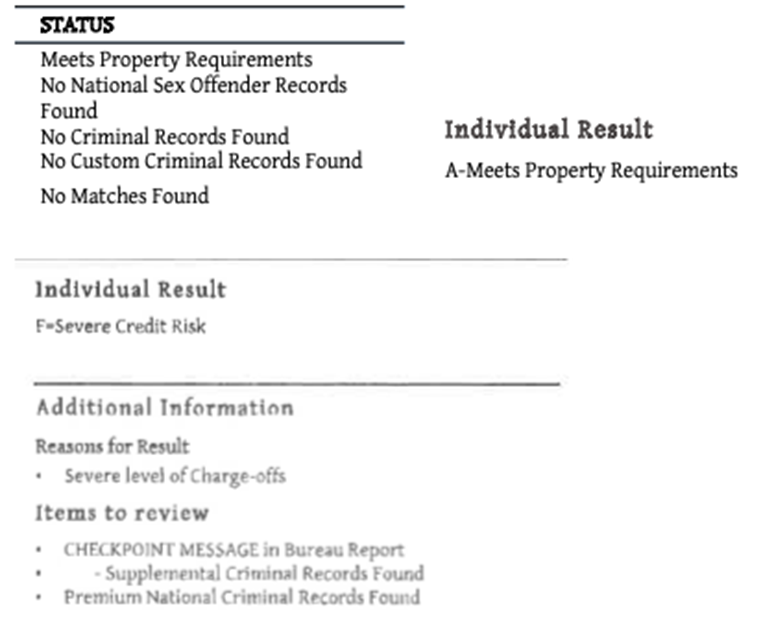 STATUS
Meets Property Requirements
No National Sex Offender Records
Found
No Criminal Records Found
No Custom Criminal Records Found
No Matches Found
Individual Result
A-Meets Property Requirements
Individual Result
F=Severe Credit Risk
Additional Information
Reasons for Result
• Severe level of Charge-offs
Items to review
• CHECKPOINT MESSAGE in Bureau Report
• - Supplemental Criminal Records Found
• Premium National Criminal Records Found